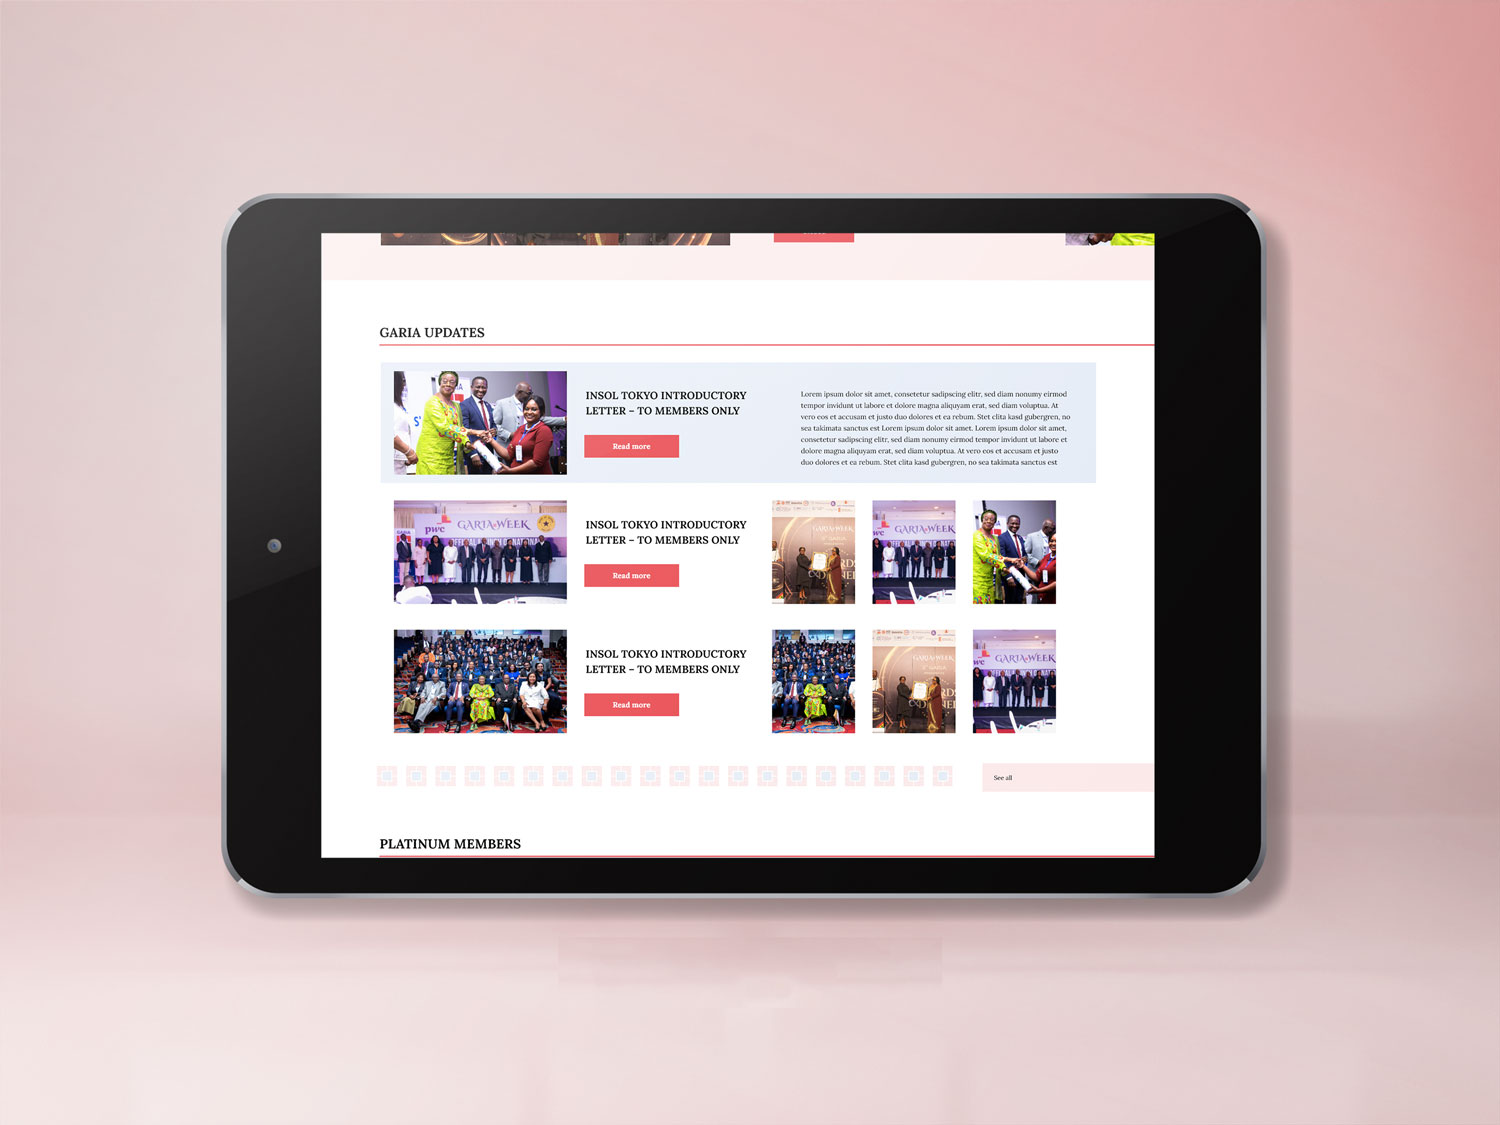 GARIA UPDATES
INSOL TOKYO INTRODUCTORY
LETTER – TO MEMBERS ONLY
Read more
Lorem ipsum dolor sit amet, consetetur sadipscing elitr, sed diam nonumy eirmod
tempor invidunt ut labore et dolore magna aliquyam erat, sed diam voluptua. At
vero eos et accusam et justo duo dolores et ea rebum. Stet clita kasd gubergren, no
sea takimata sanctus est Lorem ipsum dolor sit amet. Lorem ipsum dolor sit amet,
consetetur sadipscing elitr, sed diam nonumy eirmod tempor invidunt ut labore et
dolore magna aliquyam erat, sed diam voluptua. At vero eos et accusam et justo
duo dolores et ea rebum. Stet clita kasd gubergren, no sea takimata sanctus est
pwc GARIA WEEK
INSOL TOKYO INTRODUCTORY
LETTER – TO MEMBERS ONLY
Read more
GARIA WEEK
GARIA WEEK
INSOL TOKYO INTRODUCTORY
LETTER – TO MEMBERS ONLY
Read more
GARIA WEEK
pwc GARIA WEEK
See all
PLATINUM MEMBERS